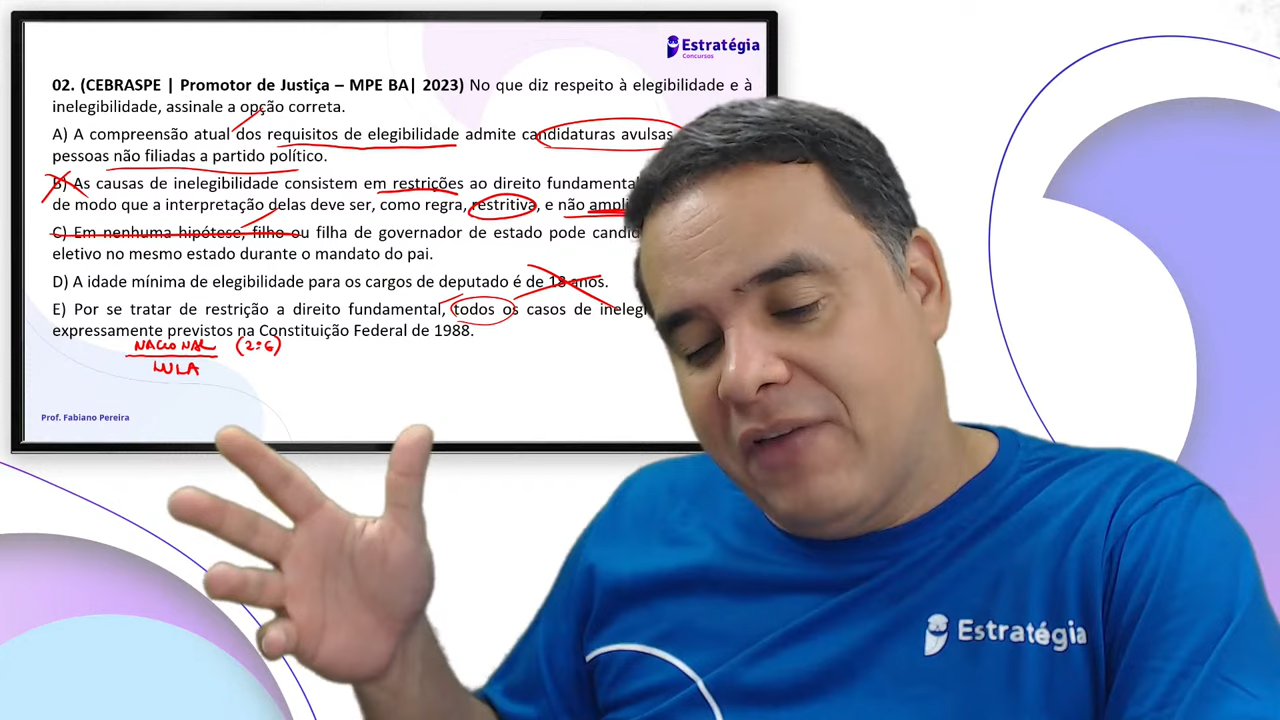 Estratégia
Concursos
02. (CEBRASPE | Promotor de Justiça – MPE BA| 2023) No que diz respeito à elegibilidade e à
inelegibilidade, assinale a opção correta.
A) A compreensão atual dos requisitos de elegibilidade admite candidaturas avulsas
pessoas não filiadas a partido político.
B) As causas de inelegibilidade consistem em restrições ao direito fundamental
de modo que a interpretação delas deve ser, como regra, restritiva, e não ampli
C) Em nenhuma hipótese, filho ou filha de governador de estado pode candid
eletivo no mesmo estado durante o mandato do pai.
D) A idade mínima de elegibilidade para os cargos de deputado é de 18 anos.
E) Por se tratar de restrição a direito fundamental, todos os casos de inelegi
expressamente previstos na Constituição Federal de 1988.
NACIONAL
LULA
Prof. Fabiano Pereira
Estratégia